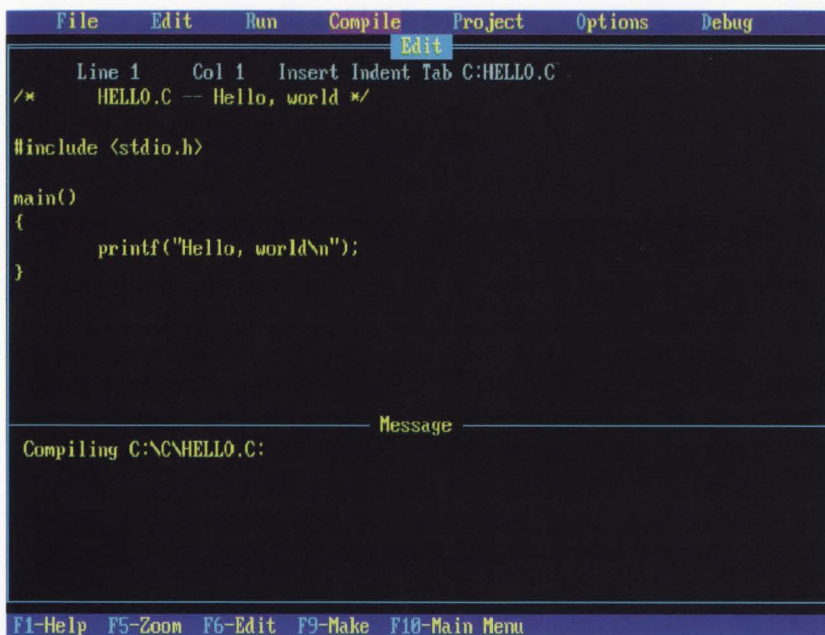 File Edit Run Compile Project Options Debug
Edit
Line 1 Col 1 Insert Indent Tab C:HELLO.C
/* HELLO.C -- Hello, world */
#include <stdio.h>
main()
{
printf("Hello, world\n");
}
Message
Compiling C:\C\HELLO.C:
F1-Help F5-Zoom F6-Edit F9-Make F10-Main Menu